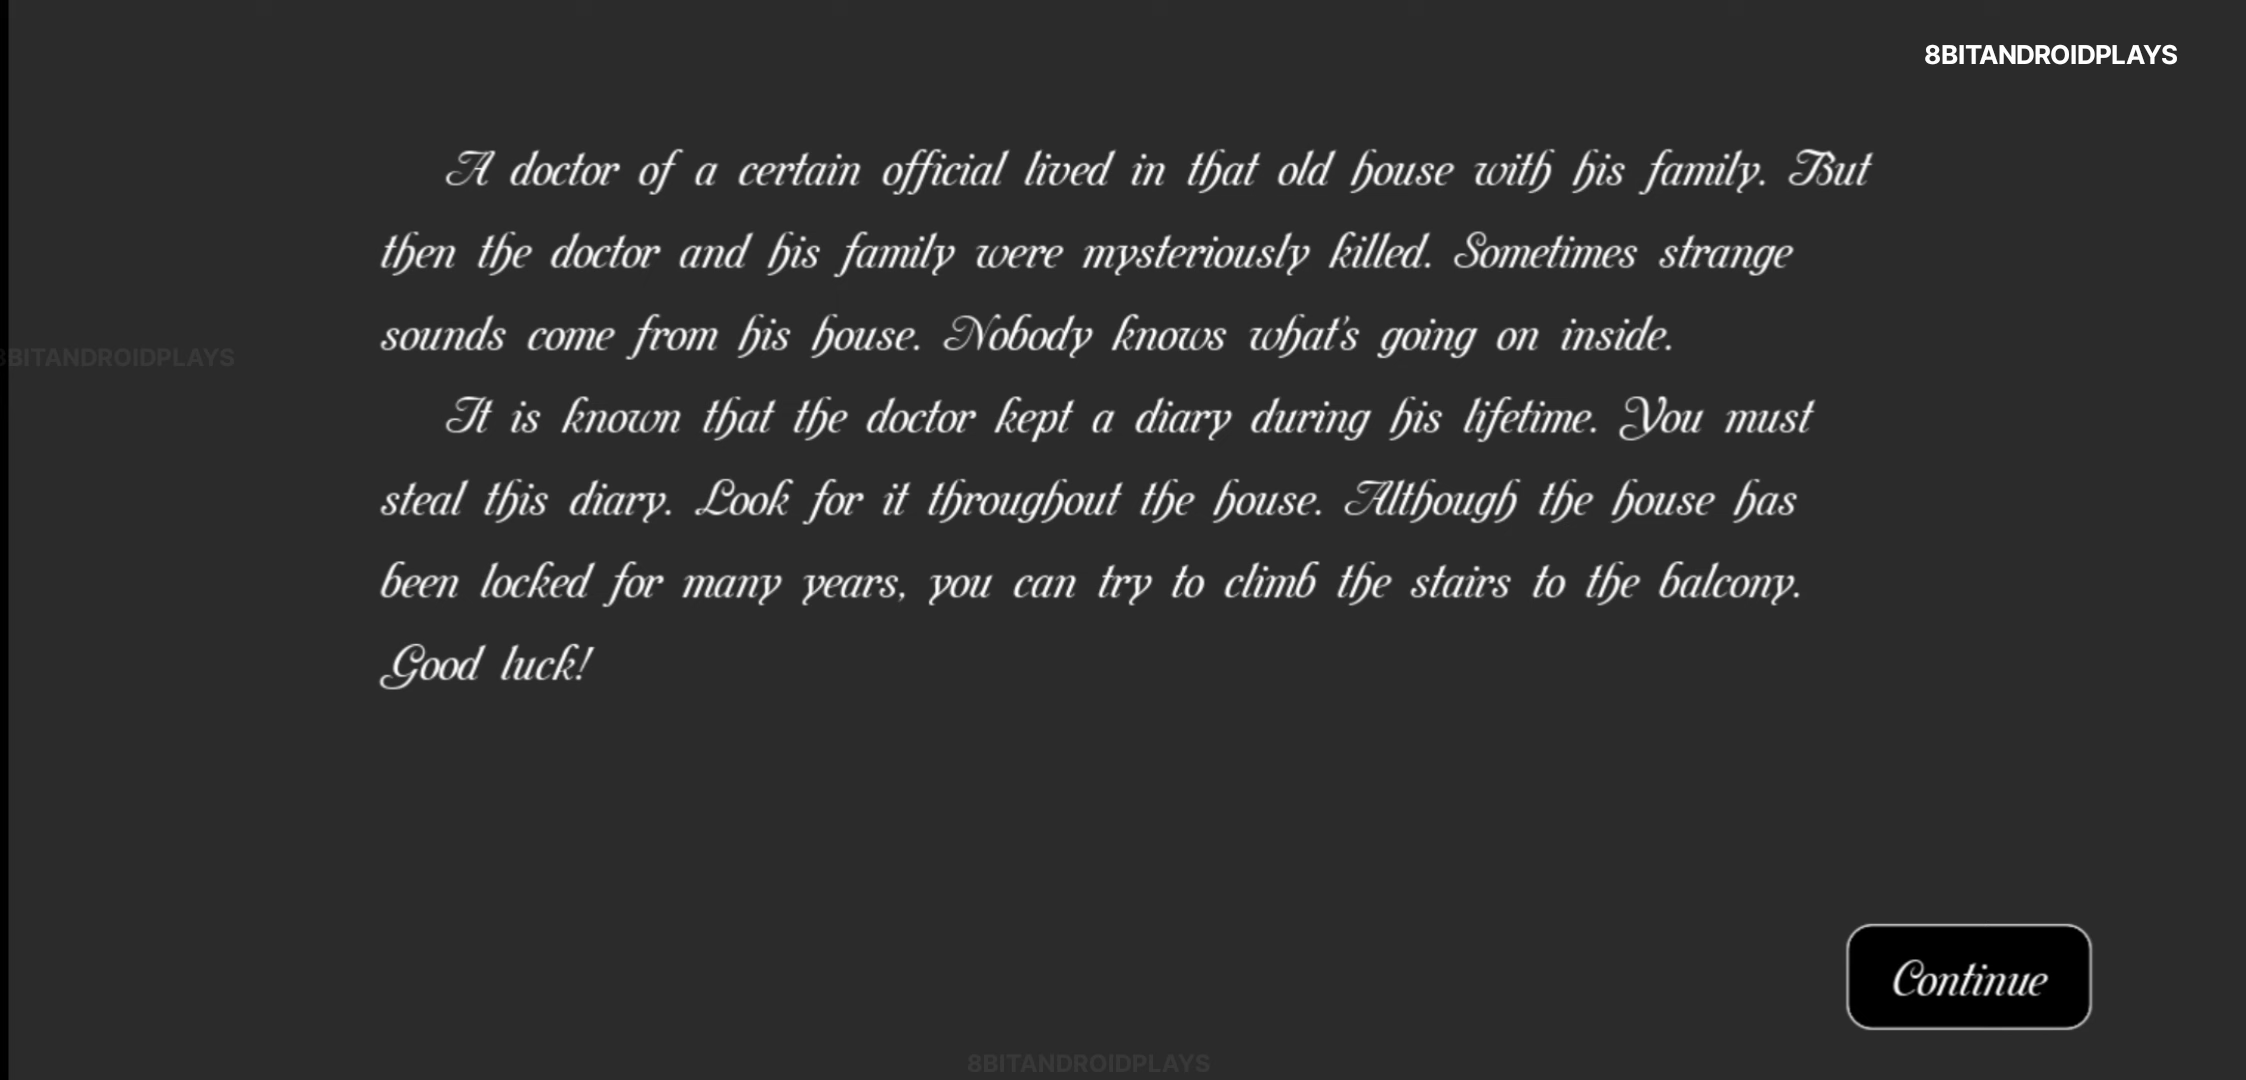 8BITANDROIDPLAYS
A doctor of a certain official lived in that old house with his family. But
then the doctor and his family were mysteriously killed. Sometimes strange
sounds come from his house. Nobody knows what's going on inside.
8BITANDROIDPLAYS
It is known that the doctor kept a diary during his lifetime. You must
steal this diary. Look for it throughout the house. Although the house has
been locked for many years, you can try to climb the stairs to the balcony.
Good luck!
Continue
8BITANDROIDPLAYS